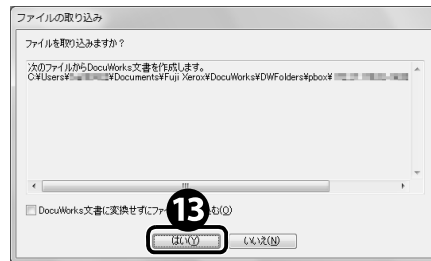 ファイルの取り込み
ファイルを取り込みますか?
次のファイルからDocuWorks文書を作成します。
C:¥Users¥ ¥Documents¥Fuji Xerox¥DocuWorks¥DWFolders¥pbox¥
DocuWorks文書に変換せずにファ む(O)
13
はい(Y) いいえ(N)